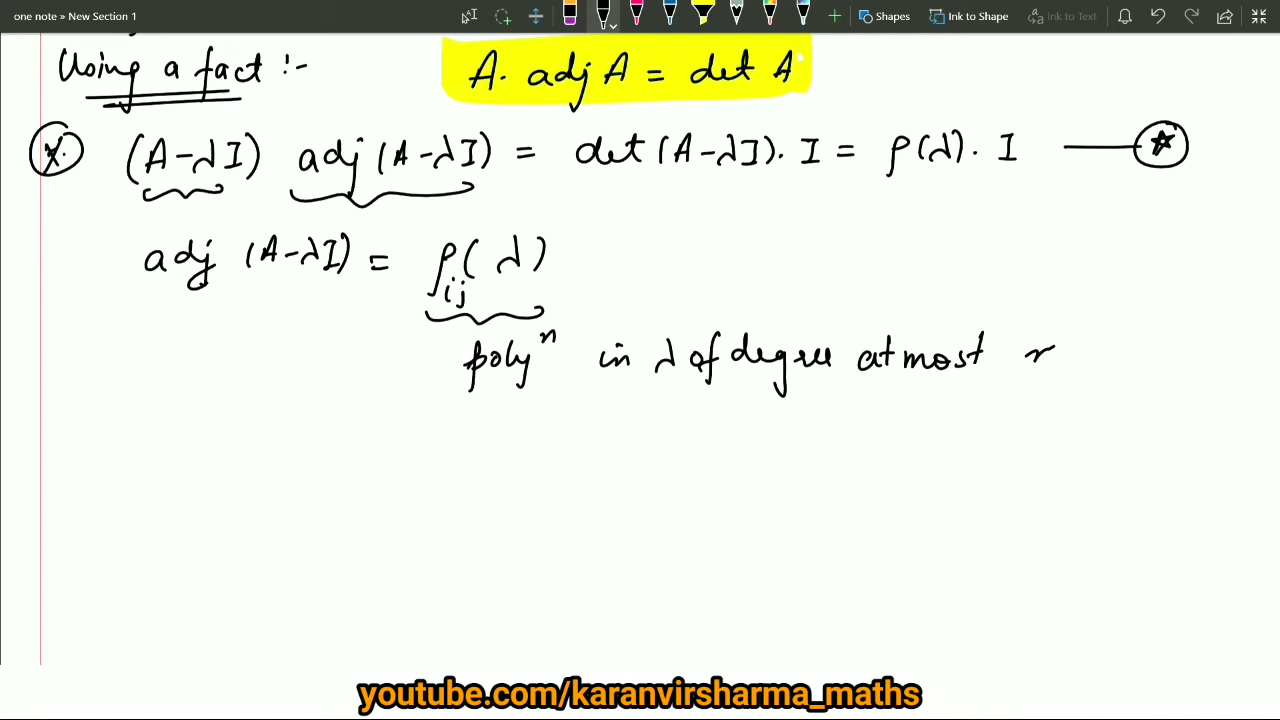 one note » New Section 1
Shapes Ink to Shape Ink to Text
Using a fact :- A. adj A = det A
(A-λI) adj (A-λI) = det (A-λI). I = ρ(λ). I
adj (A-λI) = ρij(λ)
polyⁿ in λ of degree atmost n
youtube.com/karanvirsharma_maths